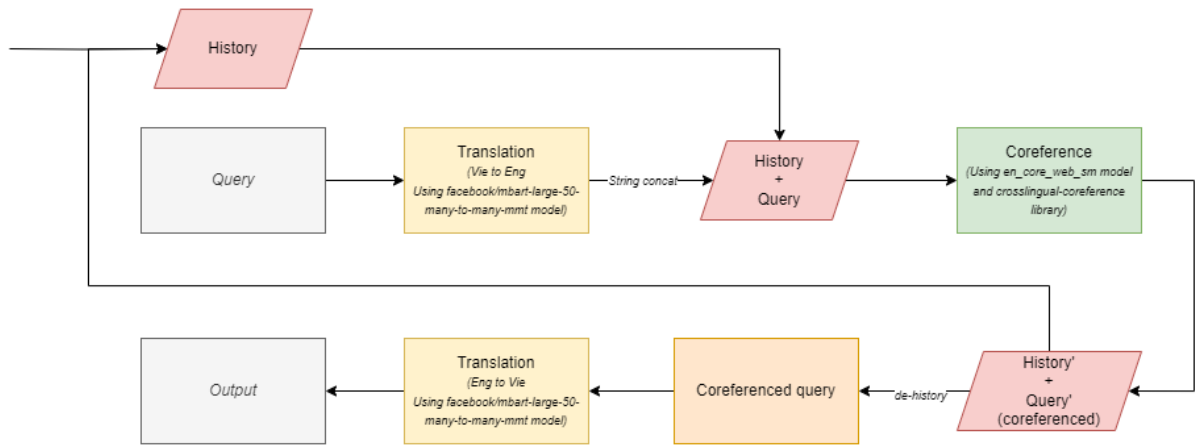 History
Query
Translation
(Vie to Eng
Using facebook/mbart-large-50-
many-to-many-mmt model)
String concat
History
+
Query
Coreference
(Using en_core_web_sm model
and crosslingual-coreference
library)
Output
Translation
(Eng to Vie
Using facebook/mbart-large-50-
many-to-many-mmt model)
Coreferenced query
de-history
History'
+
Query'
(coreferenced)